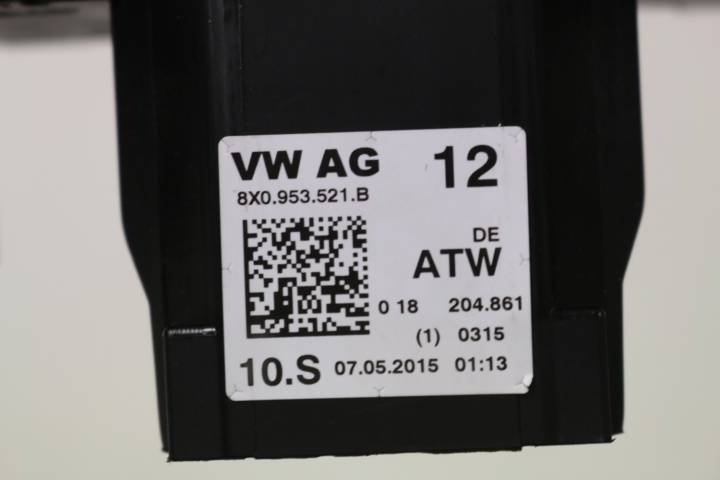 VW AG 12
8X0.953.521.B
DE
ATW
0 18 204.861
(1) 0315
10.S 07.05.2015 01:13